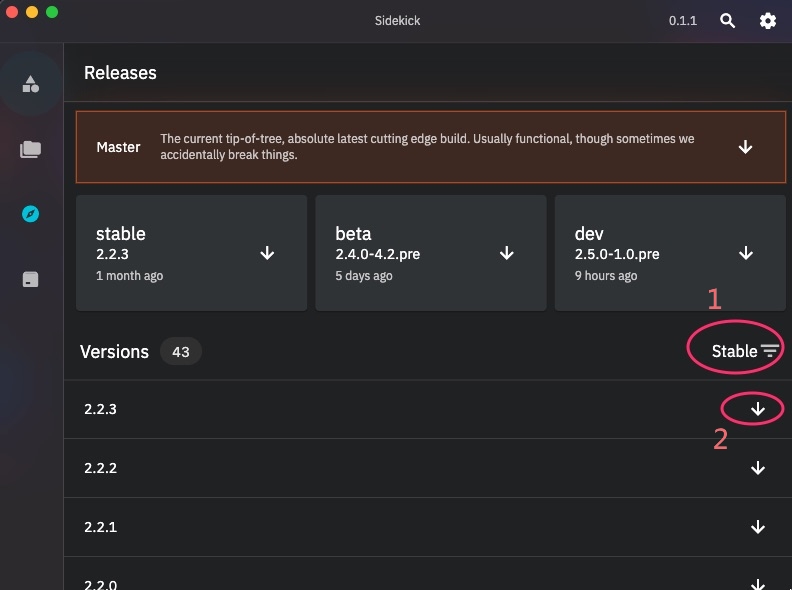 Sidekick
0.1.1
Releases
Master
The current tip-of-tree, absolute latest cutting edge build. Usually functional, though sometimes we
accidentally break things.
stable
2.2.3
1 month ago
beta
2.4.0-4.2.pre
5 days ago
dev
2.5.0-1.0.pre
9 hours ago
1
Versions
43
Stable
2.2.3
2
2.2.2
2.2.1
2.2.0